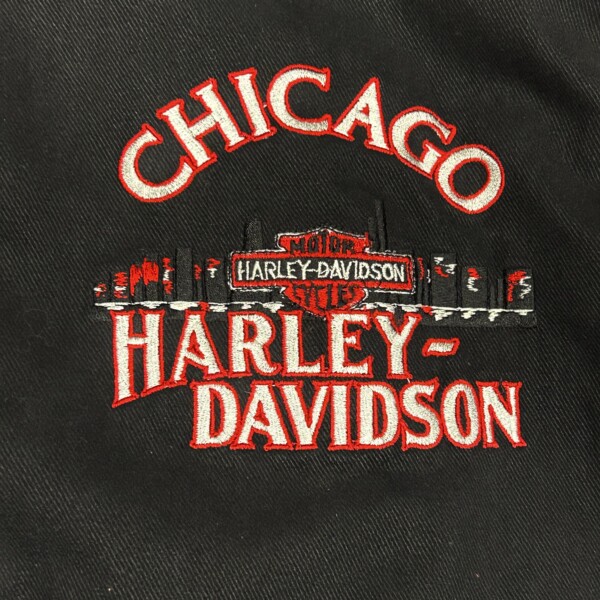 CHICAGO
MOTOR
HARLEY-DAVIDSON
CYCLES
HARLEY-
DAVIDSON